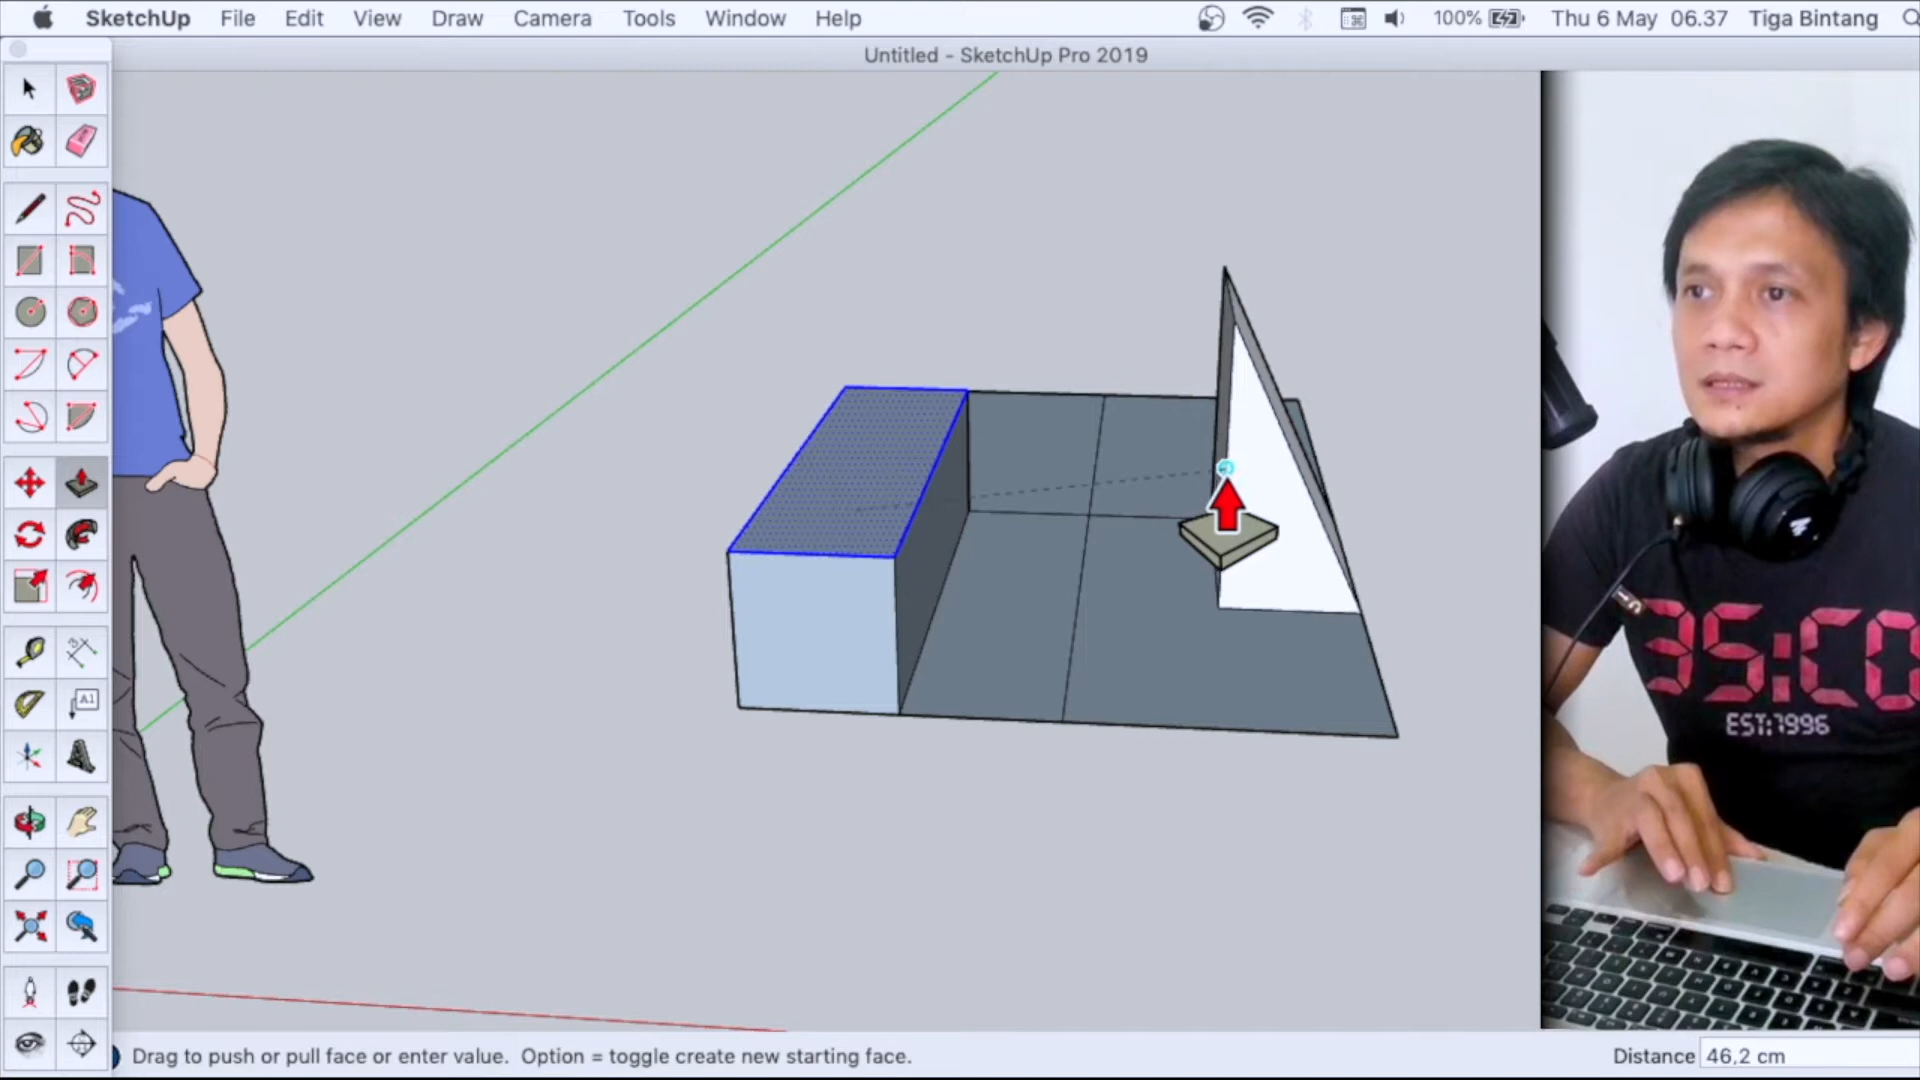 SketchUp File Edit View Draw Camera Tools Window Help 100% Thu 6 May 06.37 Tiga Bintang
Untitled - SketchUp Pro 2019
3
A1
35:CO
EST:1996
Drag to push or pull face or enter value. Option = toggle create new starting face. Distance 46,2 cm